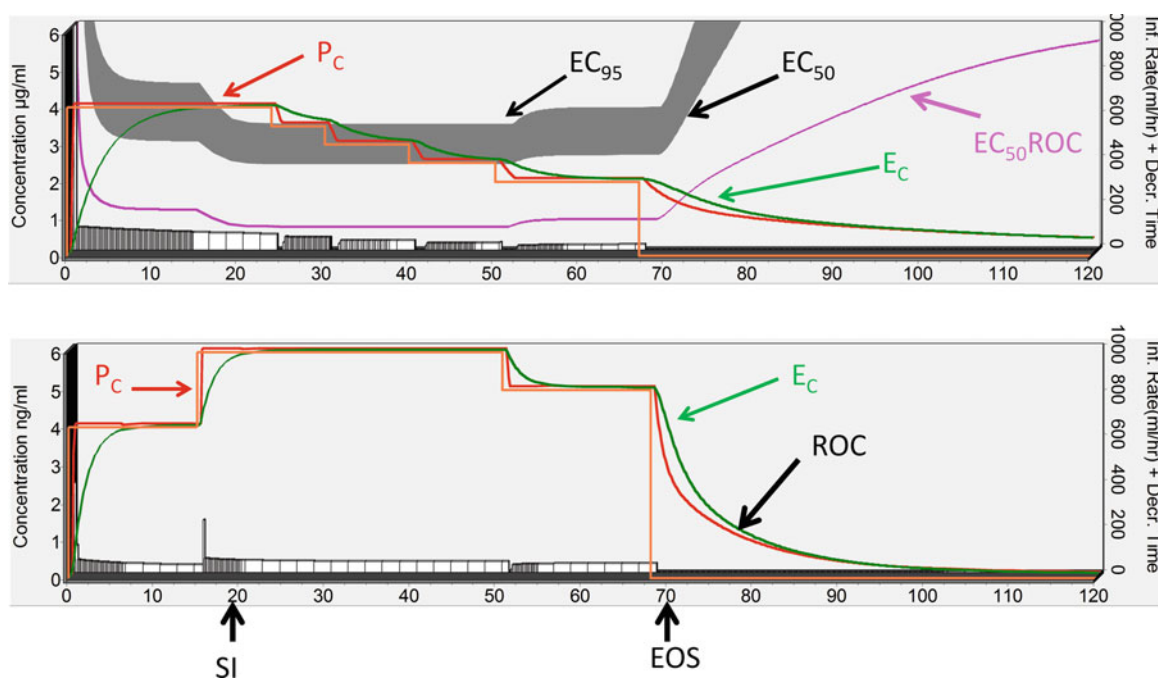 6
5
4
3
2
1
0
Concentration µg/ml
P_C
EC_95
EC_50
EC_50ROC
E_C
0 10 20 30 40 50 60 70 80 90 100 110 120
1000
800
600
400
200
0
Inf. Rate(ml/hr) + Decr. Time
6
5
4
3
2
1
0
Concentration ng/ml
P_C
E_C
ROC
0 10 20 30 40 50 60 70 80 90 100 110 120
1000
800
600
400
200
0
Inf. Rate(ml/hr) + Decr. Time
SI
EOS